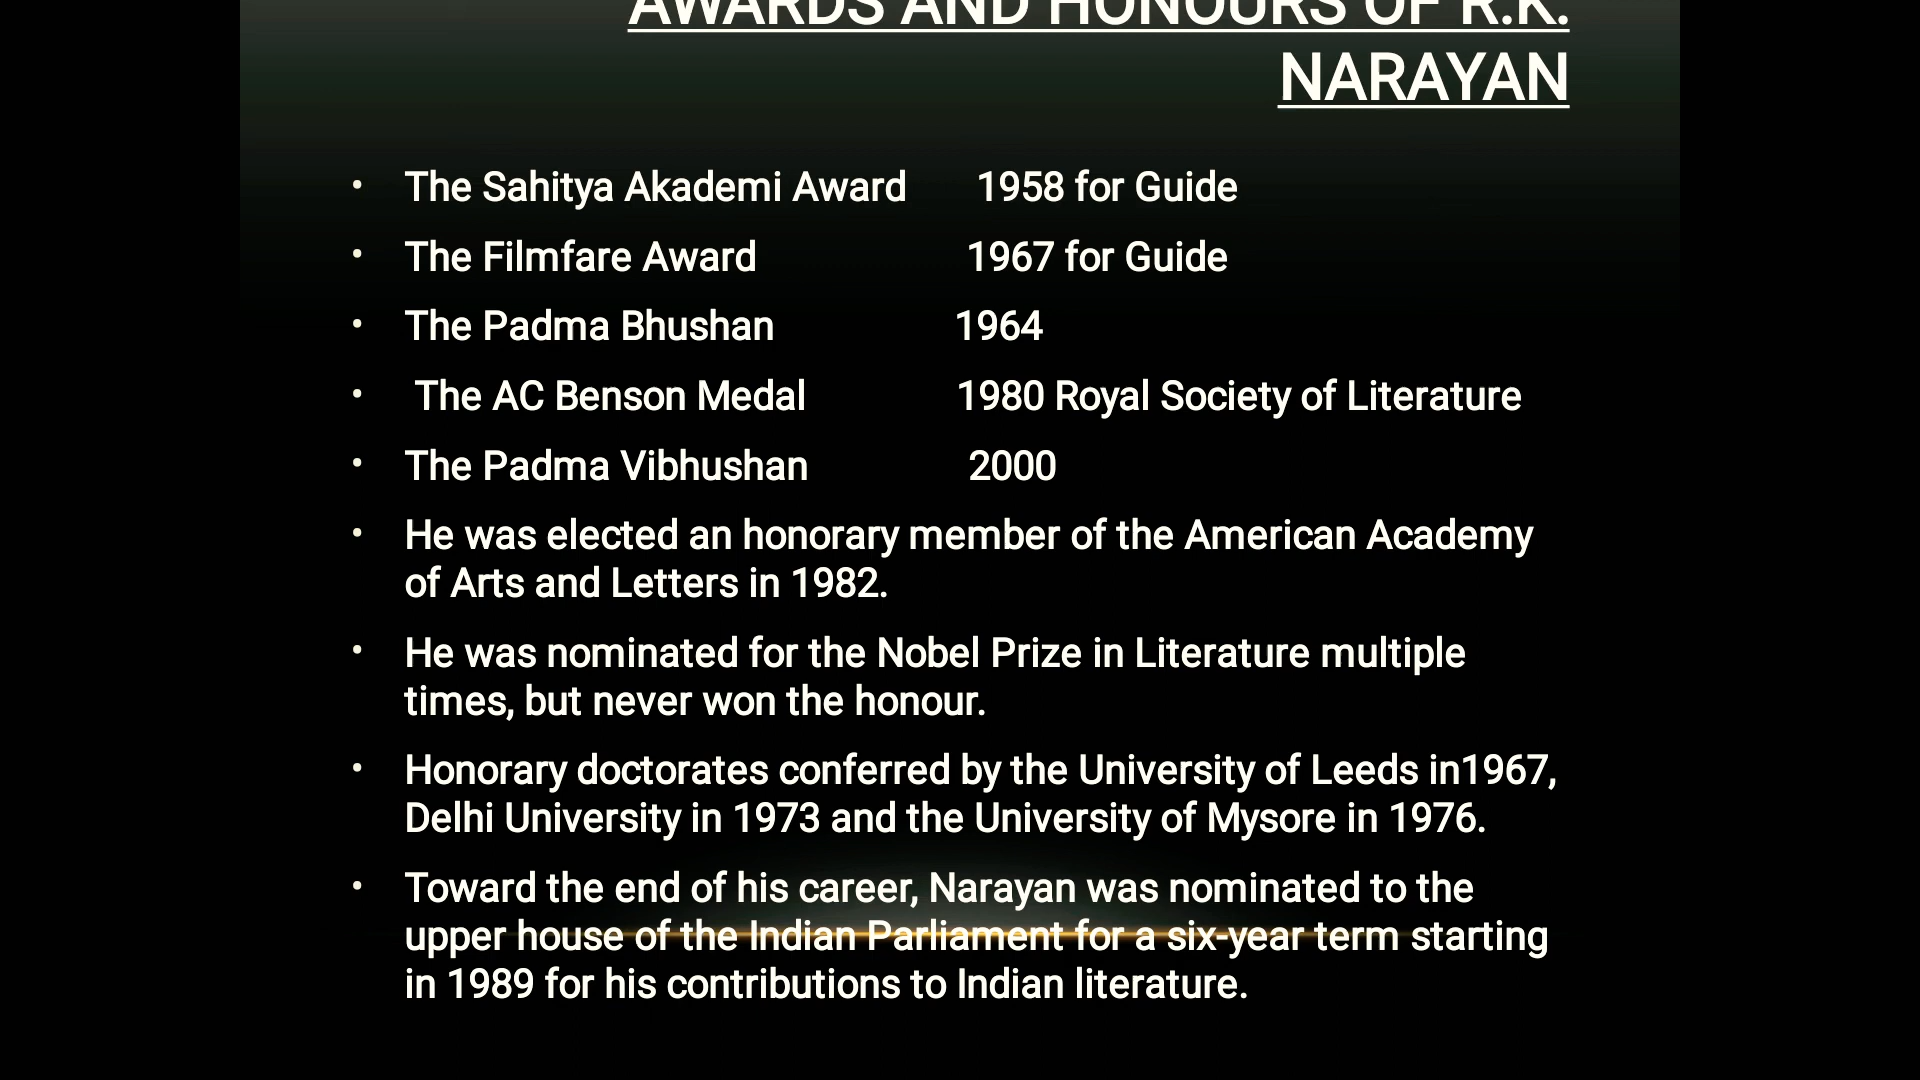 AWARDS AND HONOURS OF R.K.
NARAYAN
• The Sahitya Akademi Award 1958 for Guide
• The Filmfare Award 1967 for Guide
• The Padma Bhushan 1964
• The AC Benson Medal 1980 Royal Society of Literature
• The Padma Vibhushan 2000
• He was elected an honorary member of the American Academy
of Arts and Letters in 1982.
• He was nominated for the Nobel Prize in Literature multiple
times, but never won the honour.
• Honorary doctorates conferred by the University of Leeds in1967,
Delhi University in 1973 and the University of Mysore in 1976.
• Toward the end of his career, Narayan was nominated to the
upper house of the Indian Parliament for a six-year term starting
in 1989 for his contributions to Indian literature.